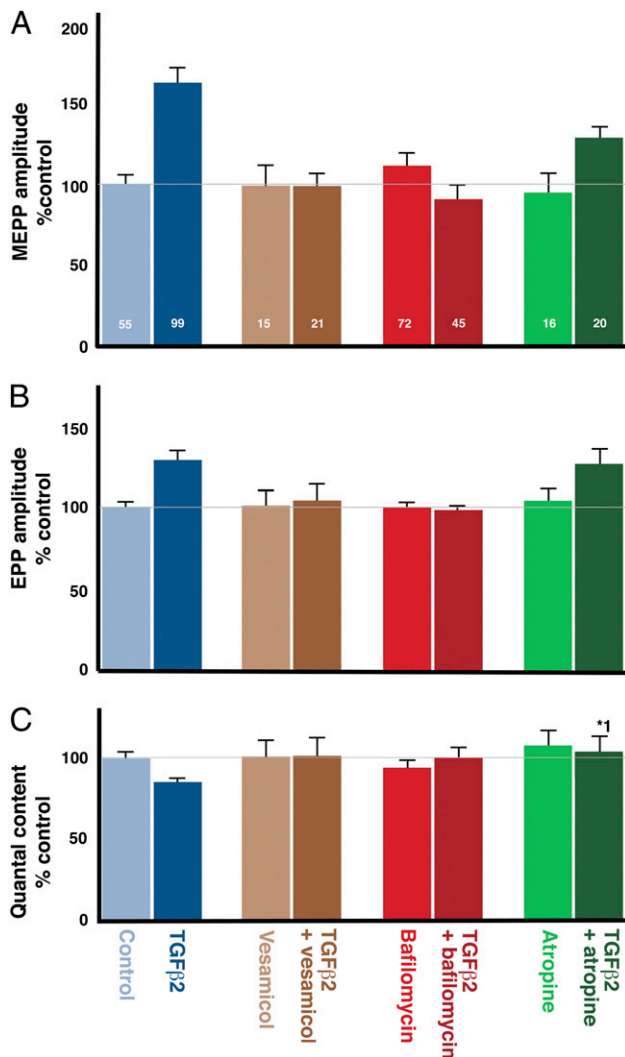 A
MEPP amplitude
%control
200
150
100
50
0
55
99
15
21
72
45
16
20
B
EPP amplitude
% control
150
100
50
0
C
Quantal content
% control
100
50
0
*1
Control
TGFβ2
Vesamicol
TGFβ2
+ vesamicol
Bafilomycin
TGFβ2
+ bafilomycin
Atropine
TGFβ2
+ atropine